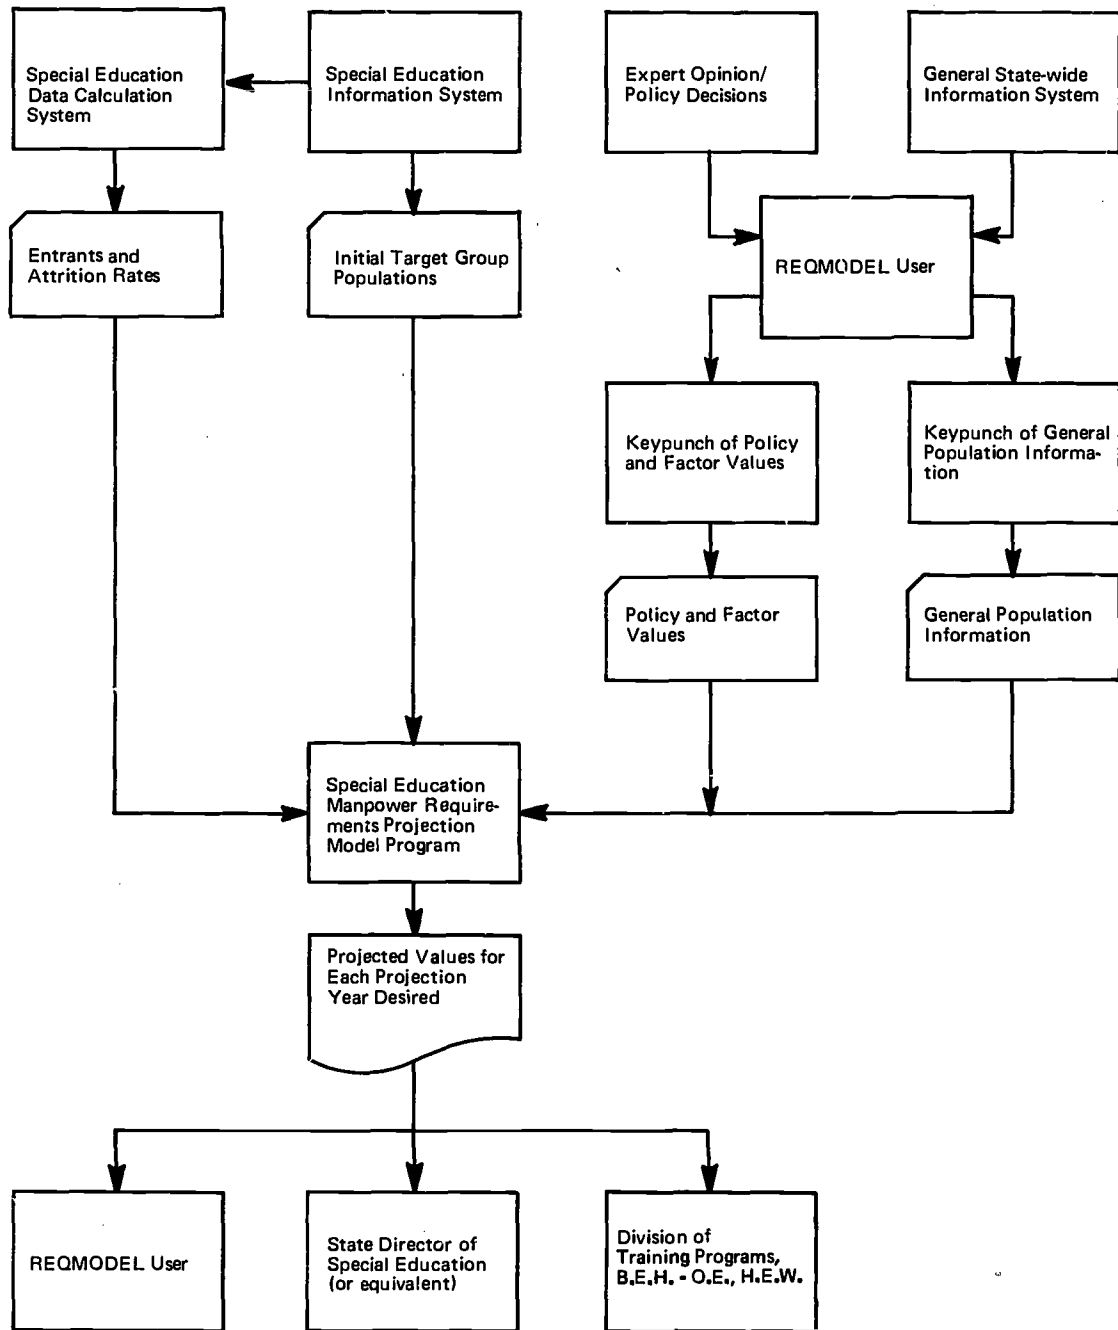 Special Education
Data Calculation
System
Special Education
Information System
Expert Opinion/
Policy Decisions
General State-wide
Information System
Entrants and
Attrition Rates
Initial Target Group
Populations
REQMODEL User
Keypunch of Policy
and Factor Values
Keypunch of General
Population Informa-
tion
Policy and Factor
Values
General Population
Information
Special Education
Manpower Require-
ments Projection
Model Program
Projected Values for
Each Projection
Year Desired
REQMODEL User
State Director of
Special Education
(or equivalent)
Division of
Training Programs,
B.E.H. - O.E., H.E.W.